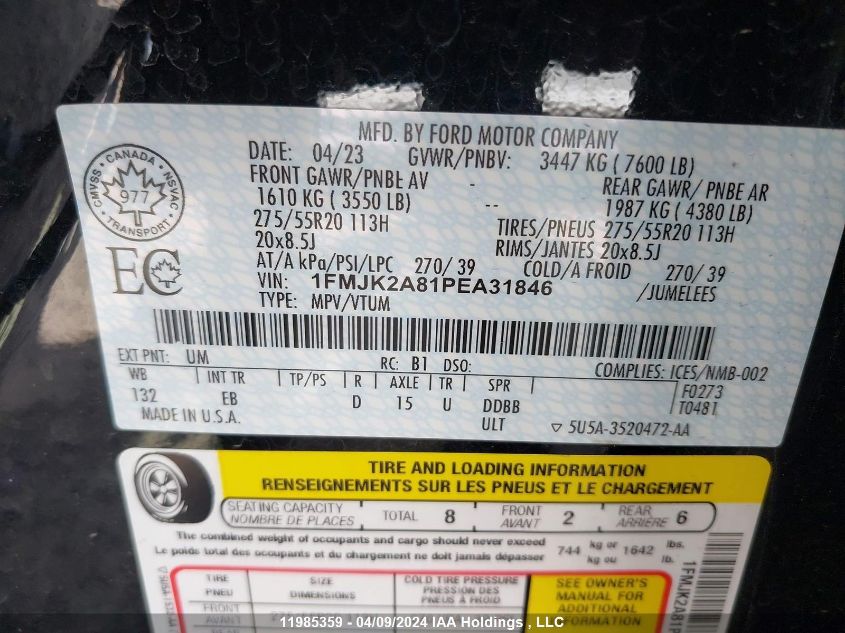 MFD. BY FORD MOTOR COMPANY
DATE: 04/23 GVWR/PNBV: 3447 KG ( 7600 LB)
FRONT GAWR/PNBE AV - REAR GAWR/ PNBE AR
1610 KG ( 3550 LB) -- 1987 KG ( 4380 LB)
275/55R20 113H TIRES/PNEUS 275/55R20 113H
20x8.5J RIMS/JANTES 20x8.5J
AT/A kPa/PSI/LPC 270/ 39 COLD/A FROID 270/ 39
VIN: 1FMJK2A81PEA31846 /JUMELEES
TYPE: MPV/VTUM
CANADA
CMVSS NSVAC
977
TRANSPORT
EC
EXT PNT: UM RC: B1 DSO: COMPLIES: ICES/NMB-002
WB INT TR TP/PS R AXLE TR SPR F0273
132 EB D 15 U DDBB T0481
MADE IN U.S.A. ULT ▽ 5U5A-3520472-AA
TIRE AND LOADING INFORMATION
RENSEIGNEMENTS SUR LES PNEUS ET LE CHARGEMENT
SEATING CAPACITY TOTAL 8 FRONT 2 REAR 6
NOMBRE DE PLACES AVANT ARRIÈRE
The combined weight of occupants and cargo should never exceed 744 kg or 1642 lbs.
Le poids total des occupants et du chargement ne doit jamais dépasser kg ou lb.
TIRE SIZE COLD TIRE PRESSURE SEE OWNER'S
PNEU DIMENSIONS PRESSION DES MANUAL FOR
PNEUS À FROID ADDITIONAL
FRONT INFORMATION
AVANT
1FMJK2A81P
11985359 - 04/09/2024 IAA Holdings , LLC